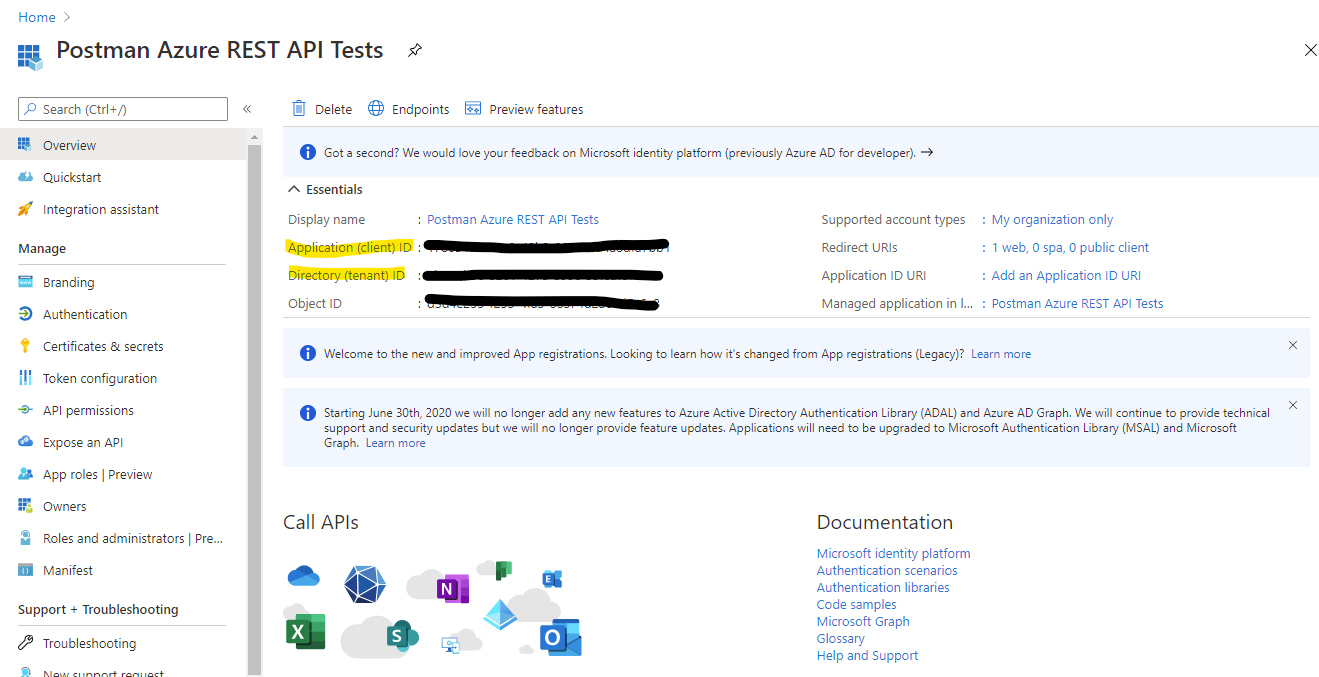 Home >
Postman Azure REST API Tests
Search (Ctrl+/)
«
Delete Endpoints Preview features
Overview
Quickstart
Integration assistant
Manage
Branding
Authentication
Certificates & secrets
Token configuration
API permissions
Expose an API
App roles | Preview
Owners
Roles and administrators | Pre...
Manifest
Support + Troubleshooting
Troubleshooting
New support request
Got a second? We would love your feedback on Microsoft identity platform (previously Azure AD for developer). →
Essentials
Display name : Postman Azure REST API Tests
Application (client) ID :
Directory (tenant) ID :
Object ID :
Supported account types : My organization only
Redirect URIs : 1 web, 0 spa, 0 public client
Application ID URI : Add an Application ID URI
Managed application in l... : Postman Azure REST API Tests
Welcome to the new and improved App registrations. Looking to learn how it's changed from App registrations (Legacy)? Learn more
Starting June 30th, 2020 we will no longer add any new features to Azure Active Directory Authentication Library (ADAL) and Azure AD Graph. We will continue to provide technical
support and security updates but we will no longer provide feature updates. Applications will need to be upgraded to Microsoft Authentication Library (MSAL) and Microsoft
Graph. Learn more
Call APIs
N
E
X
S
O
Documentation
Microsoft identity platform
Authentication scenarios
Authentication libraries
Code samples
Microsoft Graph
Glossary
Help and Support